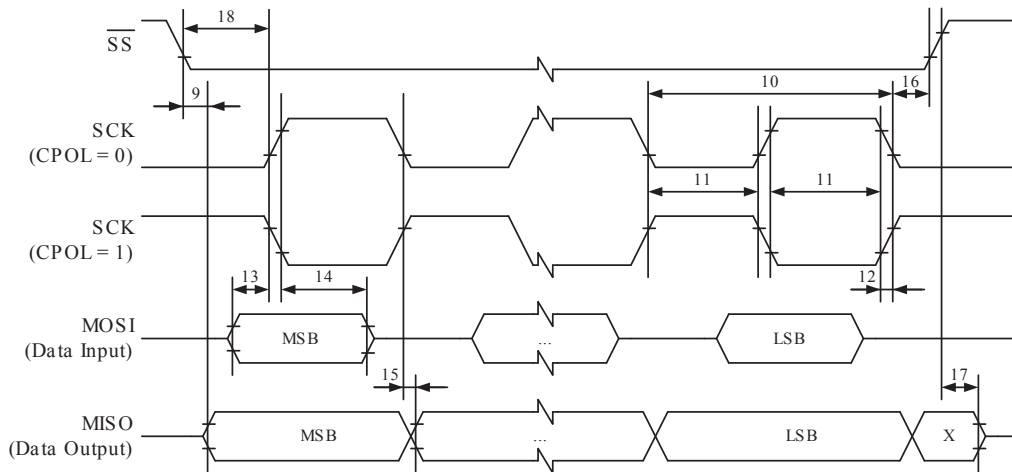 18
SS
10
9
16
SCK
(CPOL = 0)
11
11
SCK
(CPOL = 1)
13
14
12
MOSI
(Data Input)
MSB
...
LSB
15
17
MISO
(Data Output)
MSB
...
LSB
X